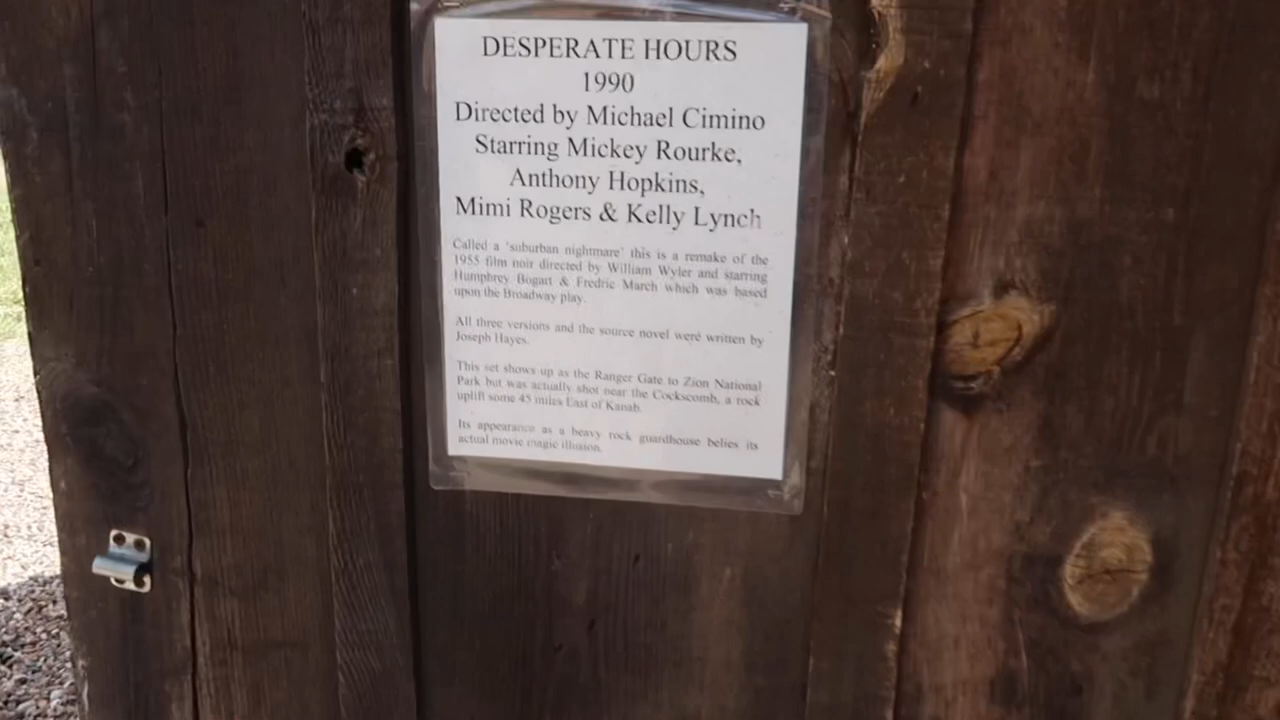 DESPERATE HOURS
1990
Directed by Michael Cimino
Starring Mickey Rourke,
Anthony Hopkins,
Mimi Rogers & Kelly Lynch
Called a 'suburban nightmare' this is a remake of the
1955 film noir directed by William Wyler and starring
Humphrey Bogart & Fredric March which was based
upon the Broadway play.
All three versions and the source novel were written by
Joseph Hayes.
This set shows up as the Ranger Gate to Zion National
Park but was actually shot near the Cockscomb, a rock
uplift some 45 miles East of Kanab.
Its appearance as a heavy rock guardhouse belies its
actual movie magic illusion.